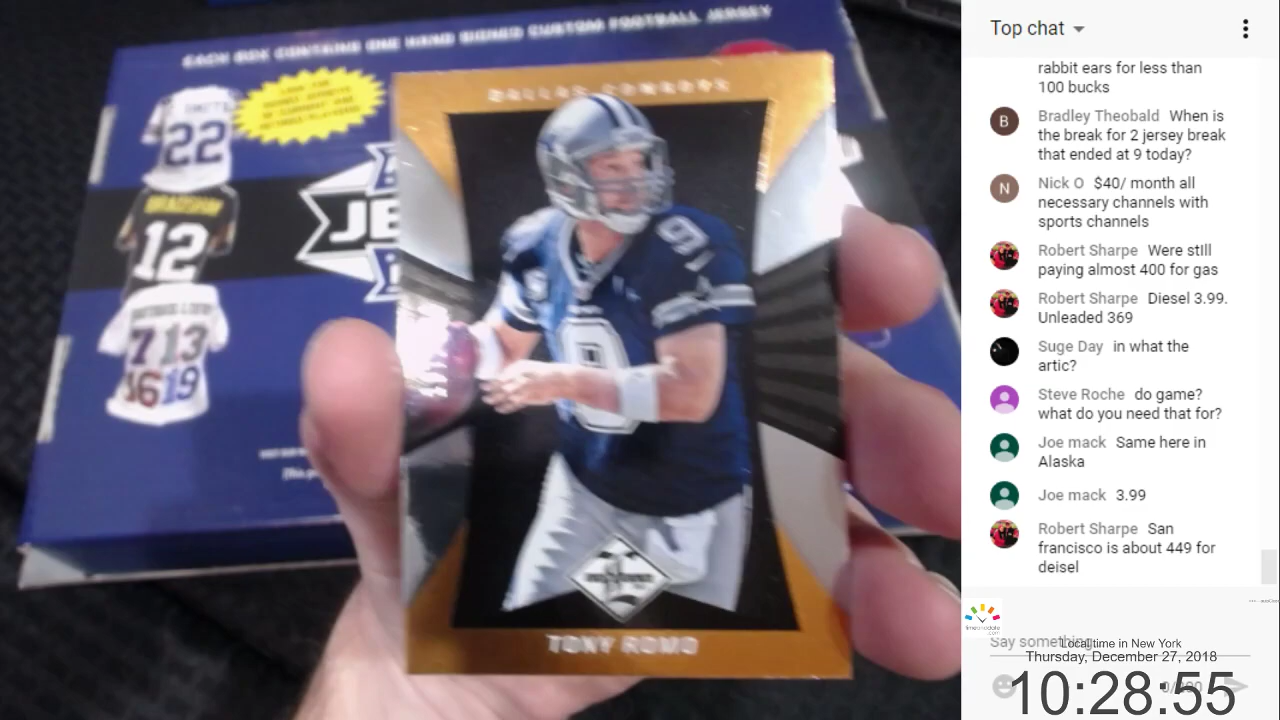 EACH BOX CONTAINS ONE HAND SIGNED CUSTOM FOOTBALL JERSEY
22
BRADSHAW
12
7 13
16 19
JE
DALLAS COWBOYS
9
9
TONY ROMO
Top chat
rabbit ears for less than
100 bucks
B
Bradley Theobald When is
the break for 2 jersey break
that ended at 9 today?
N
Nick O $40/ month all
necessary channels with
sports channels
Robert Sharpe Were still
paying almost 400 for gas
Robert Sharpe Diesel 3.99.
Unleaded 369
Suge Day in what the
artic?
Steve Roche do game?
what do you need that for?
Joe mack Same here in
Alaska
Joe mack 3.99
Robert Sharpe San
francisco is about 449 for
deisel
Say something...
Local time in New York
Thursday, December 27, 2018
10:28:55